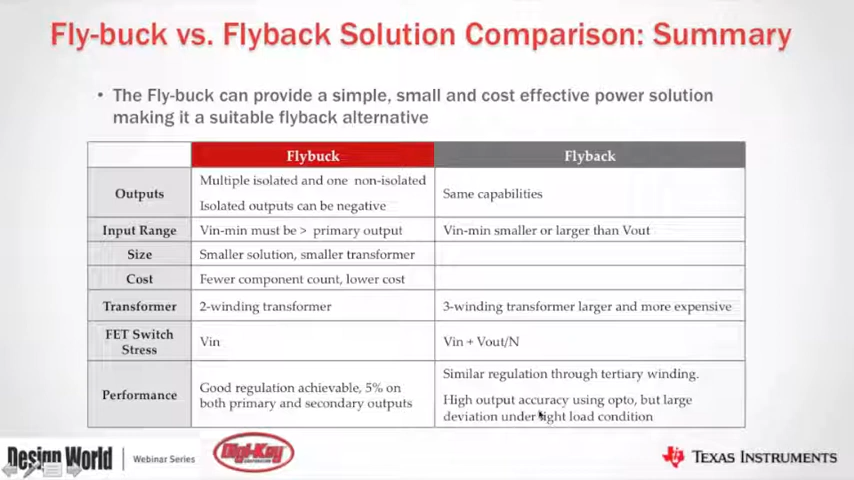 Fly-buck vs. Flyback Solution Comparison: Summary
• The Fly-buck can provide a simple, small and cost effective power solution
making it a suitable flyback alternative
Flybuck
Flyback
Outputs
Multiple isolated and one non-isolated
Isolated outputs can be negative
Same capabilities
Input Range
Vin-min must be > primary output
Vin-min smaller or larger than Vout
Size
Smaller solution, smaller transformer
Cost
Fewer component count, lower cost
Transformer
2-winding transformer
3-winding transformer larger and more expensive
FET Switch
Stress
Vin
Vin + Vout/N
Performance
Good regulation achievable, 5% on
both primary and secondary outputs
Similar regulation through tertiary winding.
High output accuracy using opto, but large
deviation under light load condition
Design World
Webinar Series
Digi-Key
TEXAS INSTRUMENTS